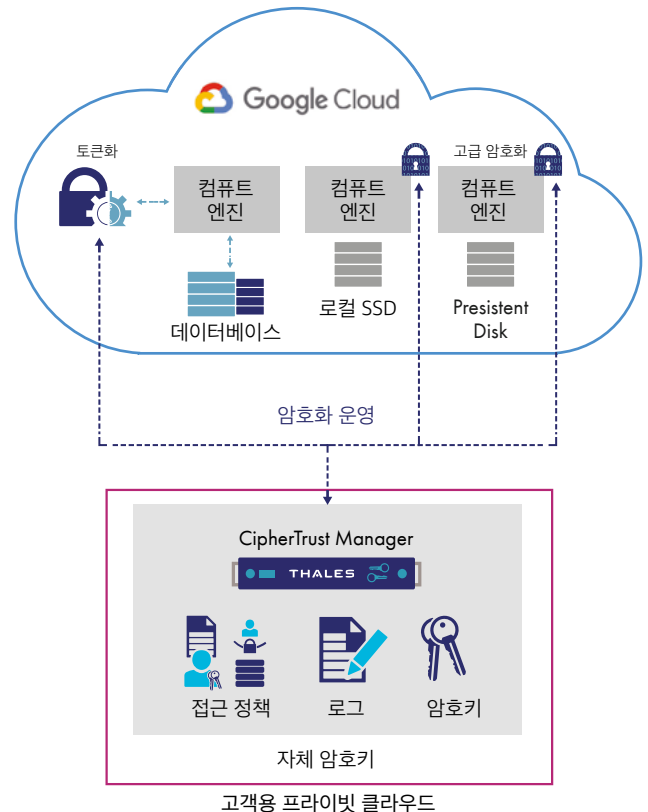 Google Cloud
토큰화
고급 암호화
컴퓨트
엔진
컴퓨트
엔진
컴퓨트
엔진
데이터베이스
로컬 SSD
Presistent
Disk
암호화 운영
CipherTrust Manager
THALES
접근 정책
로그
암호키
자체 암호키
고객용 프라이빗 클라우드